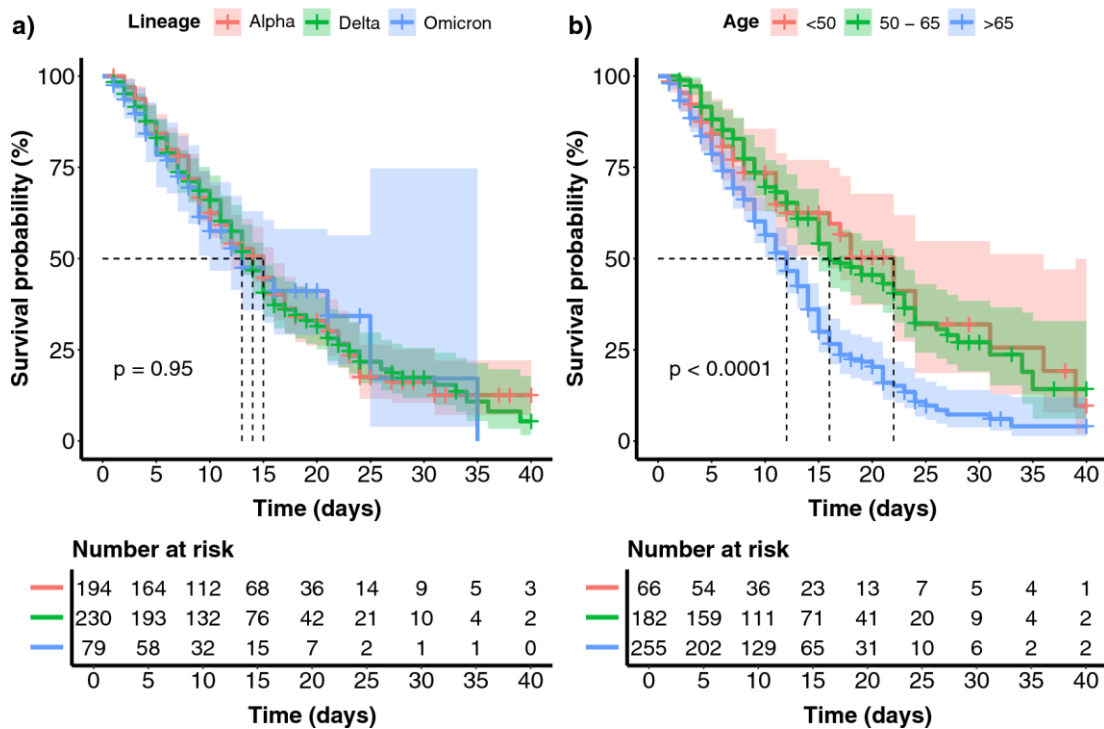 a)
Lineage Alpha Delta Omicron
Survival probability (%)
100
75
50
25
0
p = 0.95
0 5 10 15 20 25 30 35 40
Time (days)
Number at risk
194 164 112 68 36 14 9 5 3
230 193 132 76 42 21 10 4 2
79 58 32 15 7 2 1 1 0
0 5 10 15 20 25 30 35 40
Time (days)
b)
Age <50 50 – 65 >65
Survival probability (%)
100
75
50
25
0
p < 0.0001
0 5 10 15 20 25 30 35 40
Time (days)
Number at risk
66 54 36 23 13 7 5 4 1
182 159 111 71 41 20 9 4 2
255 202 129 65 31 10 6 2 2
0 5 10 15 20 25 30 35 40
Time (days)